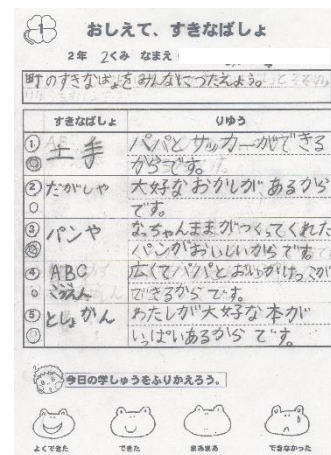 1 おしえて、すきなばしょ
2年 2くみ なまえ
町のすきなばしょをみんなにつたえよう。
すきなばしょ りゆう
① 土手 パパとサッカーができる
からです。
② だがしや 大好なおかしがあるから
です。
③ パンや なっちゃんままがつくってくれた
パンがおいしいからです
④ ABC 広くてパパとおいかけっこが
こうえん できるからです。
⑤ としょかん わたしが大好な本が
いっぱいあるからです。
今日の学しゅうをふりかえろう。
よくできた できた まあまあ できなかった